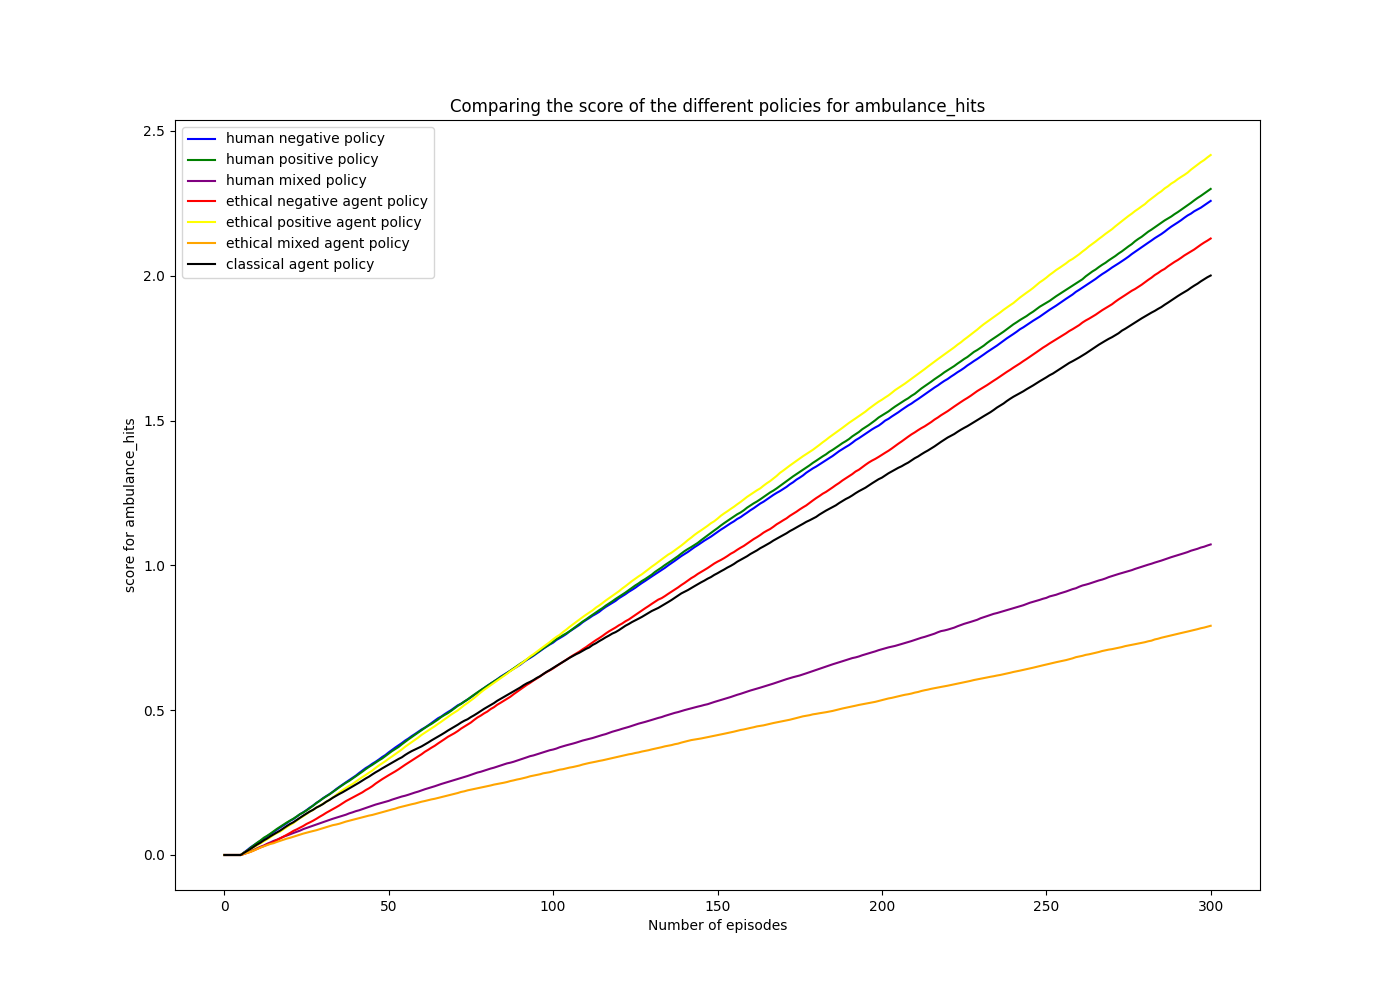 Comparing the score of the different policies for ambulance_hits
2.5
2.0
1.5
1.0
0.5
0.0
score for ambulance_hits
human negative policy
human positive policy
human mixed policy
ethical negative agent policy
ethical positive agent policy
ethical mixed agent policy
classical agent policy
0 50 100 150 200 250 300
Number of episodes